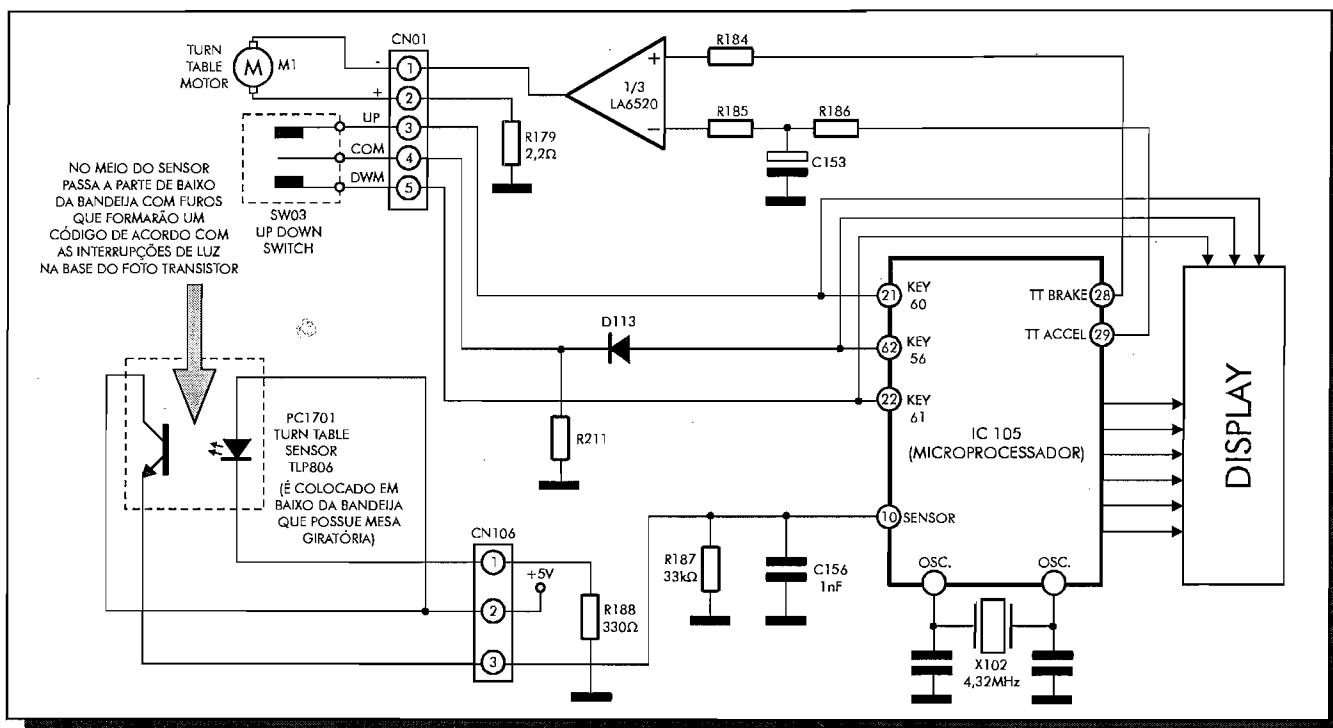 TURN
TABLE
MOTOR
M
M1
-
+
CN01
1
2
3
4
5
UP
COM
DWM
SW03
UP DOWN
SWITCH
R179
2,2Ω
1/3
LA6520
+
−
R184
R185
R186
C153
NO MEIO DO SENSOR
PASSA A PARTE DE BAIXO
DA BANDEIJA COM FUROS
QUE FORMARÃO UM
CÓDIGO DE ACORDO COM
AS INTERRUPÇÕES DE LUZ
NA BASE DO FOTO TRANSISTOR
D113
R211
PC1701
TURN TABLE
SENSOR
TLP806
(É COLOCADO EM
BAIXO DA BANDEIJA
QUE POSSUE MESA
GIRATÓRIA)
CN106
1
2
3
+5V
R188
330Ω
R187
33kΩ
C156
1nF
21 KEY
60
62 KEY
56
22 KEY
61
10 SENSOR
TT BRAKE 28
TT ACCEL 29
IC 105
(MICROPROCESSADOR)
OSC.
OSC.
X102
4,32MHz
DISPLAY